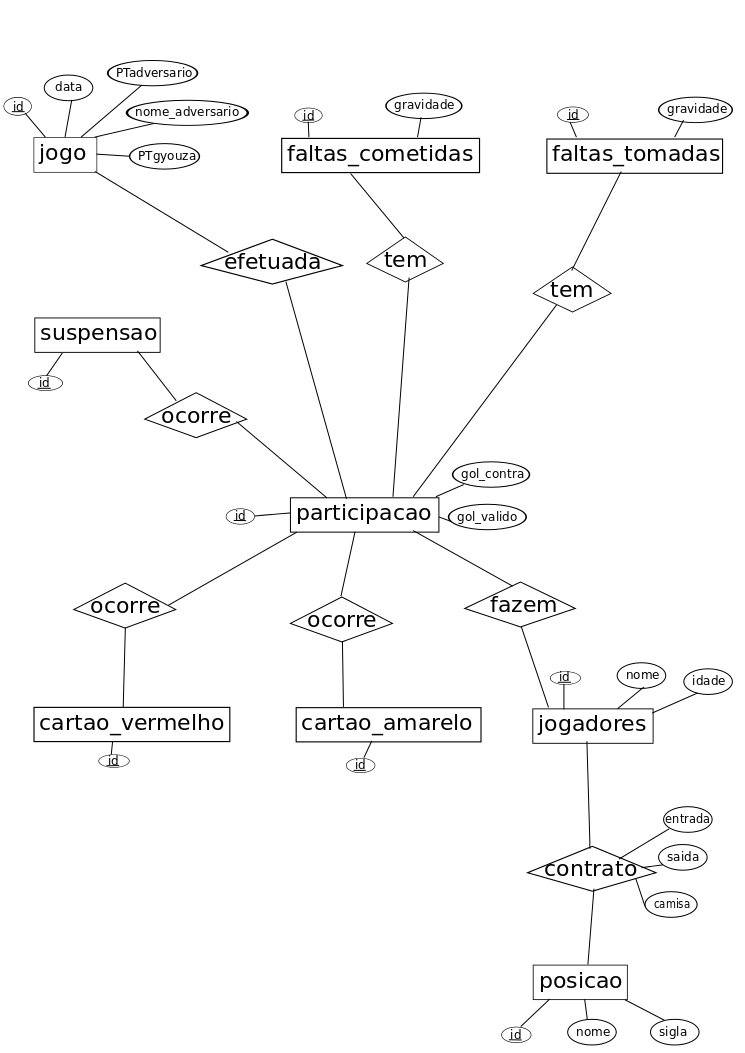 PTadversario
data
gravidade
id
gravidade
id
nome_adversario
id
jogo
PTgyouza
faltas_cometidas
faltas_tomadas
efetuada
tem
tem
suspensao
id
ocorre
gol_contra
id
participacao
gol_valido
ocorre
ocorre
fazem
id
nome
idade
cartao_vermelho
cartao_amarelo
jogadores
id
id
entrada
contrato
saida
camisa
posicao
id
nome
sigla